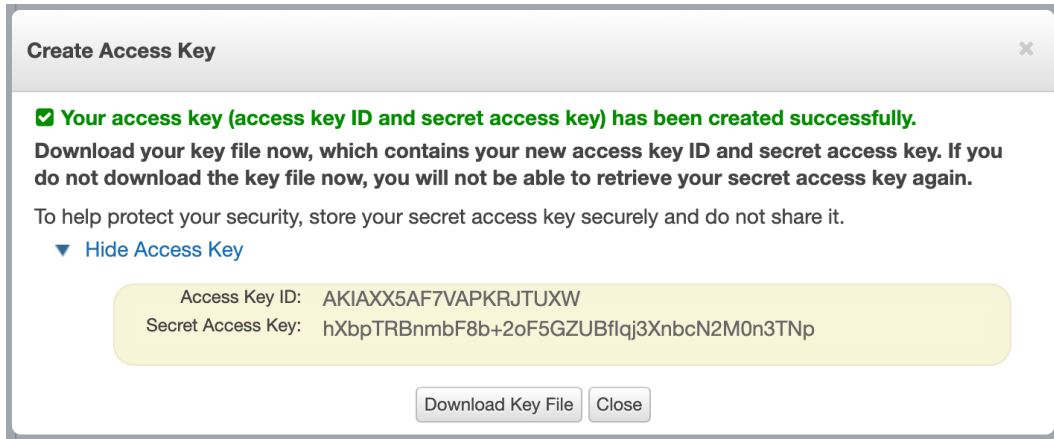 Create Access Key
Your access key (access key ID and secret access key) has been created successfully.
Download your key file now, which contains your new access key ID and secret access key. If you
do not download the key file now, you will not be able to retrieve your secret access key again.
To help protect your security, store your secret access key securely and do not share it.
Hide Access Key
Access Key ID: AKIAXX5AF7VAPKRJTUXW
Secret Access Key: hXbpTRBnmbF8b+2oF5GZUBflqj3XnbcN2M0n3TNp
Download Key File Close